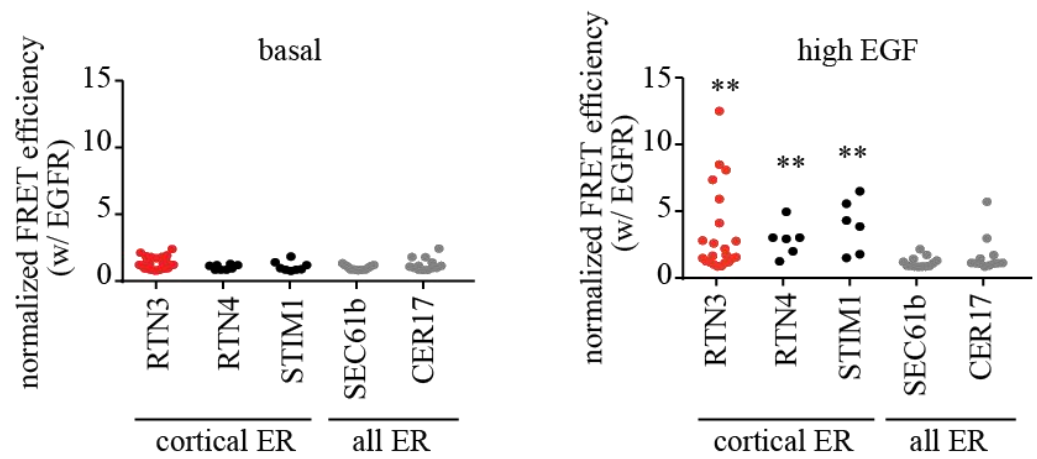 basal
normalized FRET efficiency
(w/ EGFR)
15
10
5
0
RTN3
RTN4
STIM1
SEC61b
CER17
cortical ER
all ER
high EGF
normalized FRET efficiency
(w/ EGFR)
15
10
5
0
**
**
**
RTN3
RTN4
STIM1
SEC61b
CER17
cortical ER
all ER